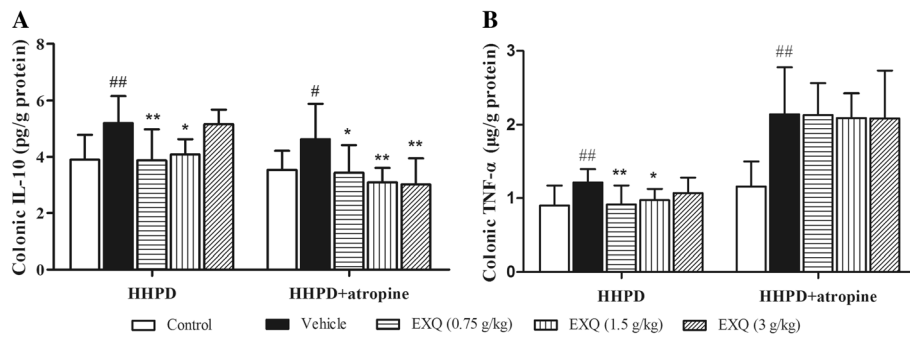 A
Colonic IL-10 (pg/g protein)
8
6
4
2
0
##
**
*
#
*
**
**
HHPD
HHPD+atropine
B
Colonic TNF-α (µg/g protein)
3
2
1
0
##
**
*
##
HHPD
HHPD+atropine
Control
Vehicle
EXQ (0.75 g/kg)
EXQ (1.5 g/kg)
EXQ (3 g/kg)